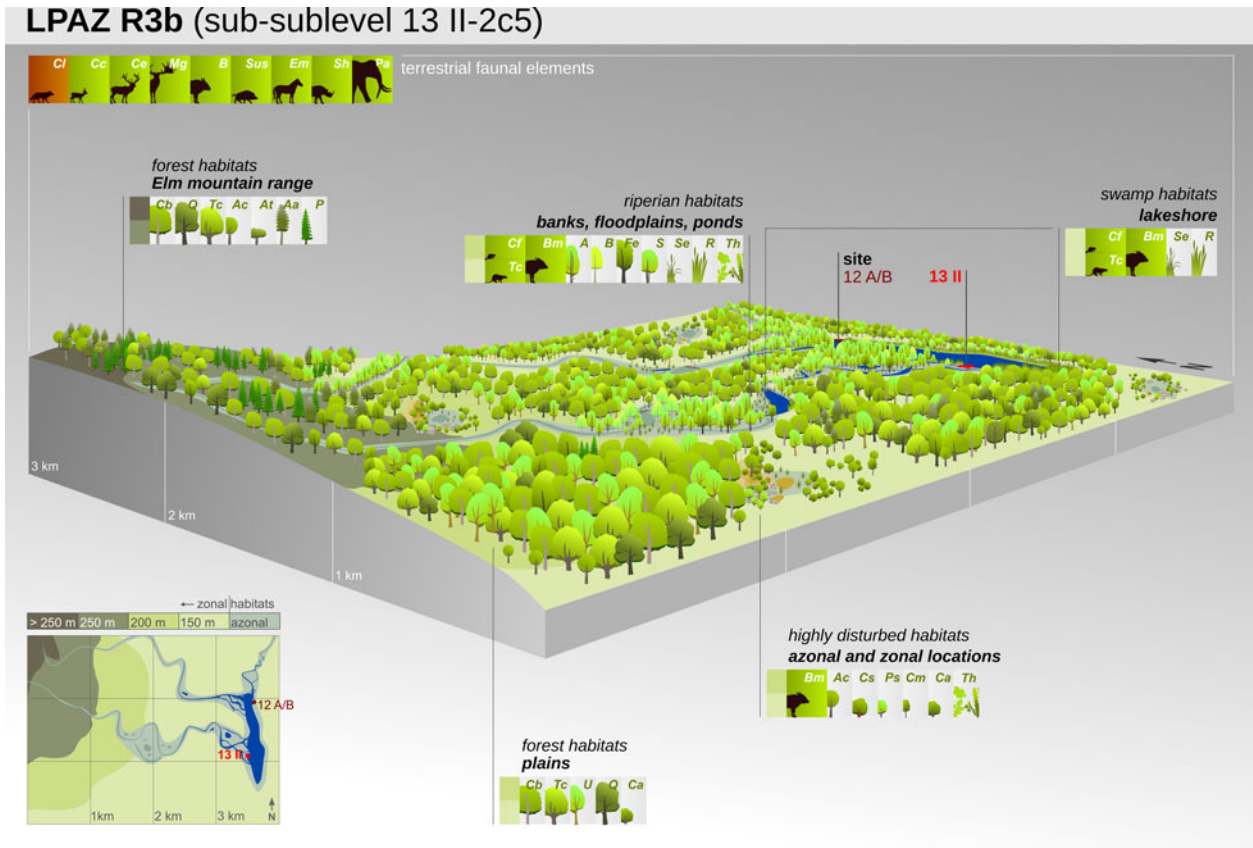 LPAZ R3b (sub-sublevel 13 II-2c5)
Cl Cc Ce Mg B Sus Em Sh Pa
terrestrial faunal elements
forest habitats
Elm mountain range
Cb Q Tc Ac At Aa P
riperian habitats
banks, floodplains, ponds
Cf Bm A B Fe S Se R Th
Tc
swamp habitats
lakeshore
Cf Bm Se R
Tc
site
12 A/B
13 II
3 km
2 km
1 km
← zonal habitats
> 250 m 250 m 200 m 150 m azonal
12 A/B
13 II
1km 2 km 3 km N
highly disturbed habitats
azonal and zonal locations
Bm Ac Cs Ps Cm Ca Th
forest habitats
plains
Cb Tc U Q Ca